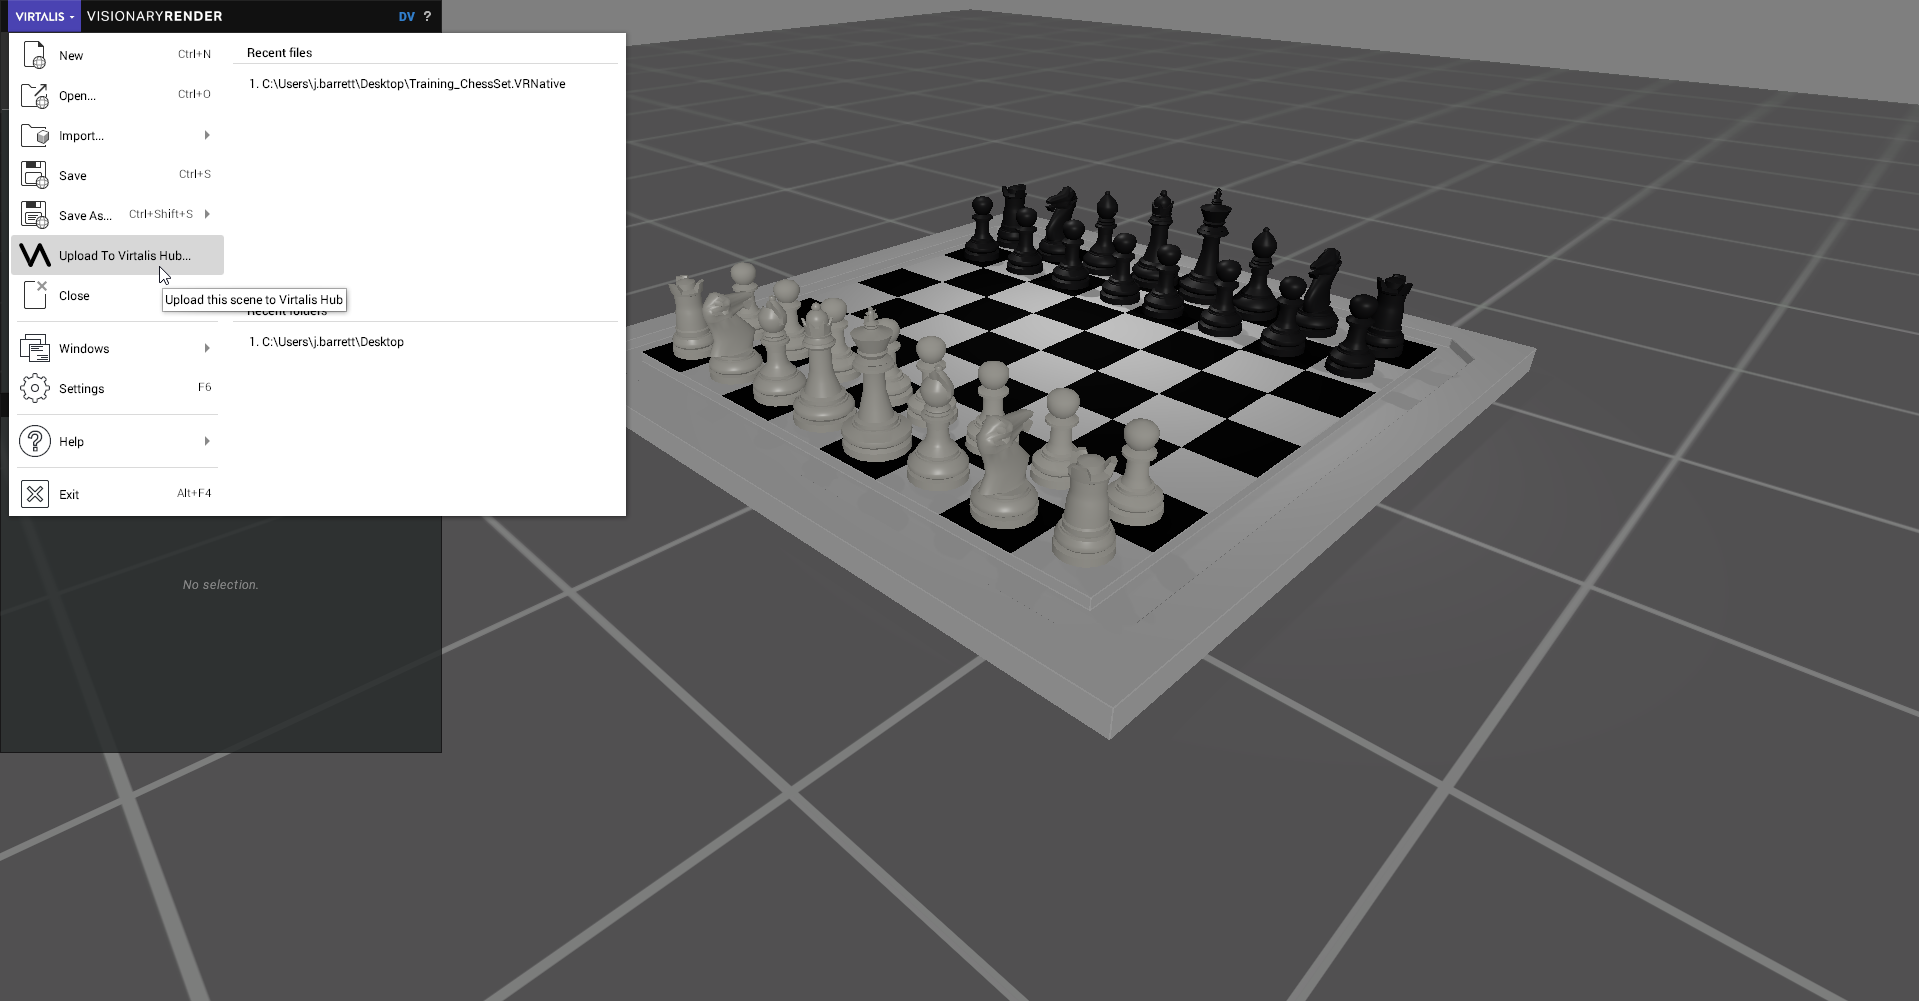 VIRTALIS VISIONARYRENDER DV ?
New Ctrl+N
Open... Ctrl+O
Import...
Save Ctrl+S
Save As... Ctrl+Shift+S
Upload To Virtalis Hub...
Close
Upload this scene to Virtalis Hub
Windows
Settings F6
Help
Exit Alt+F4
Recent files
1. C:\Users\j.barrett\Desktop\Training_ChessSet.VRNative
Recent folders
1. C:\Users\j.barrett\Desktop
No selection.